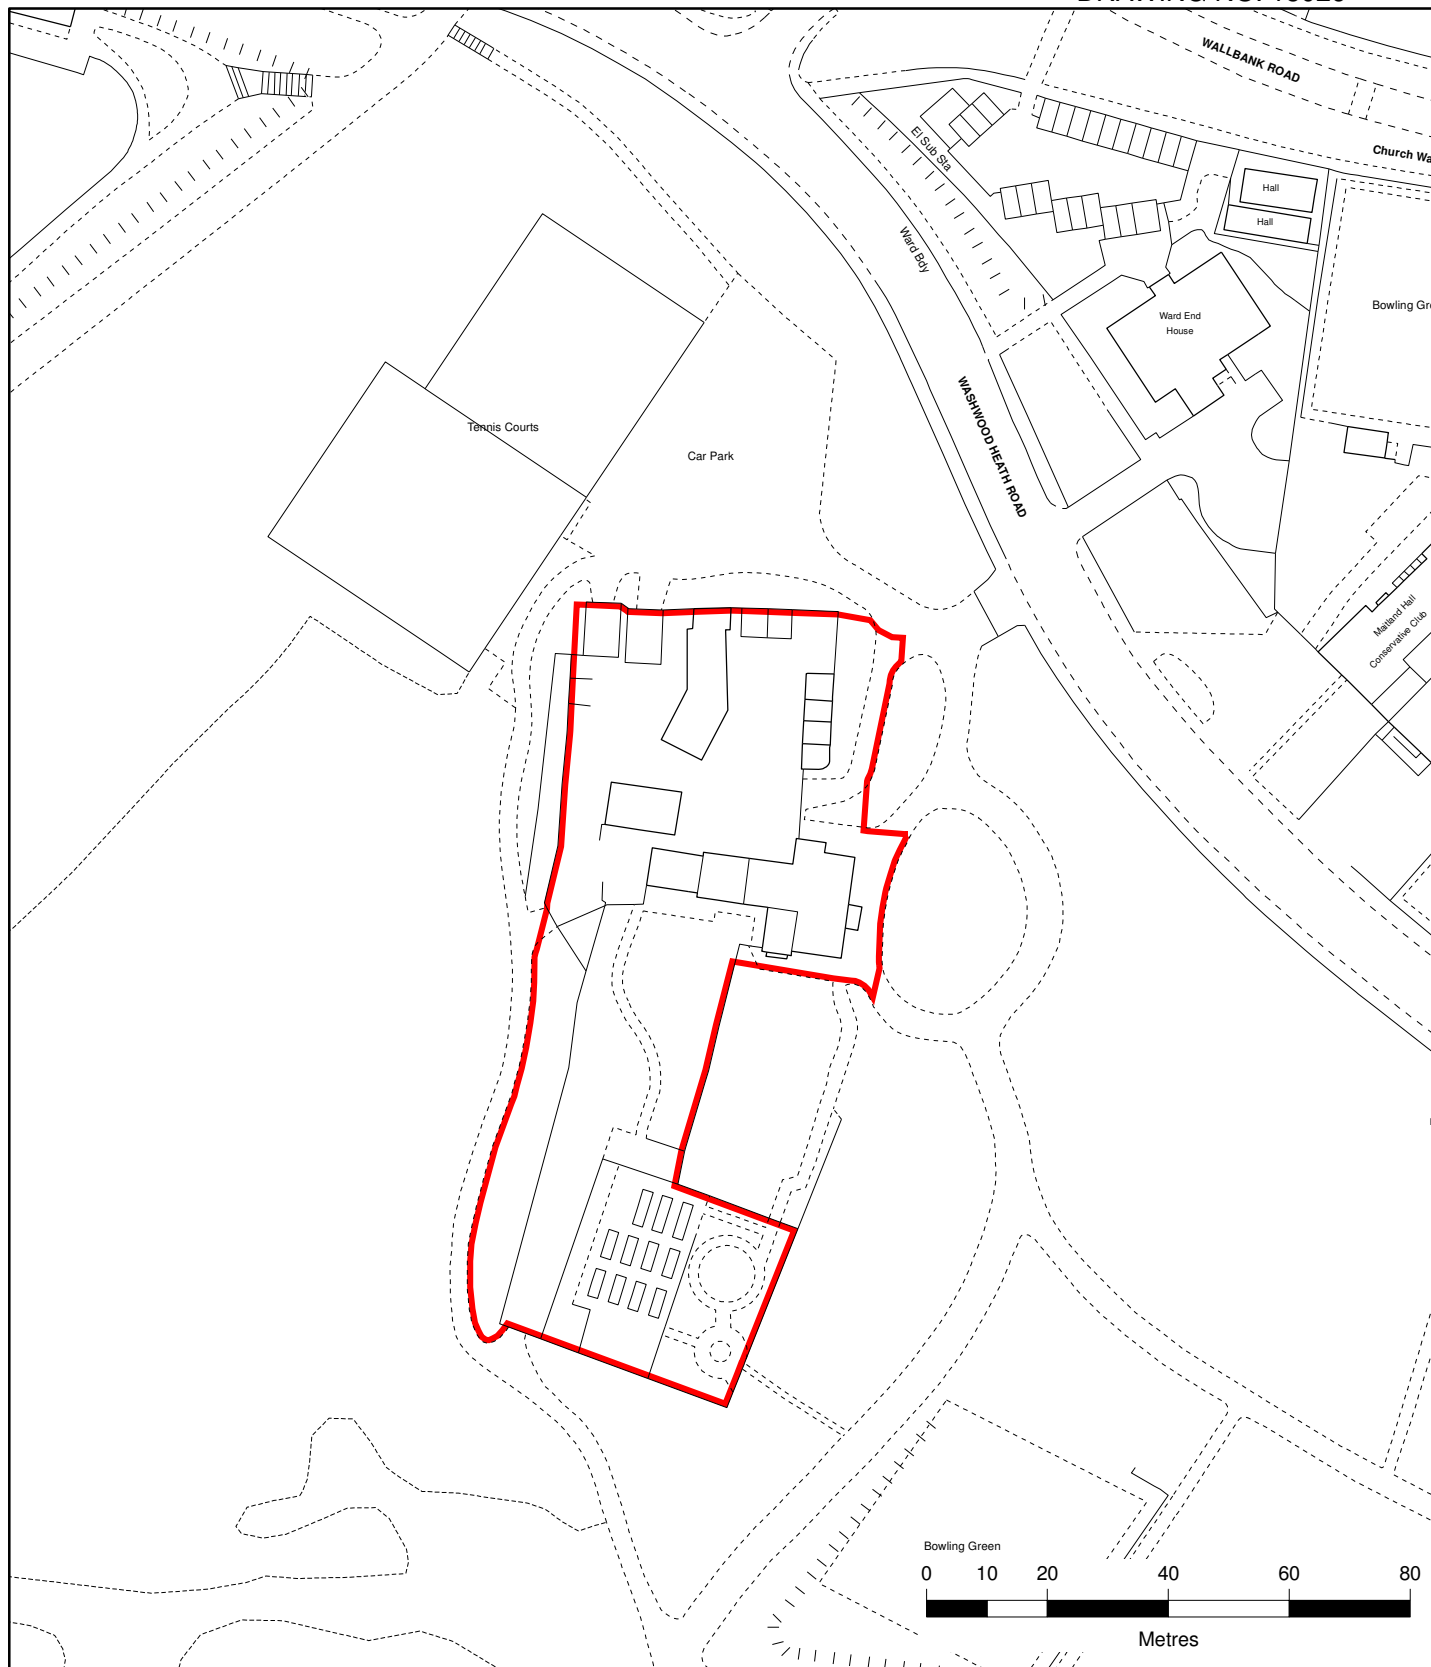 WALLBANK ROAD
El Sub Sta
Church Wa
Hall
Hall
Ward Bdy
Bowling Gre
Ward End
House
WASHWOOD HEATH ROAD
Tennis Courts
Car Park
Maitland Hall
Conservative Club
Bowling Green
0 10 20 40 60 80
Metres